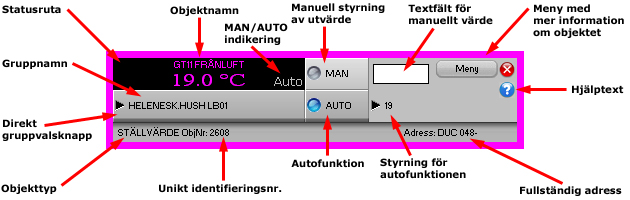 Statusruta
Objektnamn
MAN/AUTO
indikering
Manuell styrning
av utvärde
Textfält för
manuellt värde
Meny med
mer information
om objektet
GT11 FRÅNLUFT
19.0 °C
Auto
MAN
Meny
Gruppnamn
Hjälptext
HELENESK.HUSH LB01
AUTO
19
Direkt
gruppvalsknapp
STÄLLVÄRDE ObjNr: 2608
Adress: DUC 048-
Objekttyp
Unikt identifieringsnr.
Autofunktion
Styrning för
autofunktionen
Fullständig adress